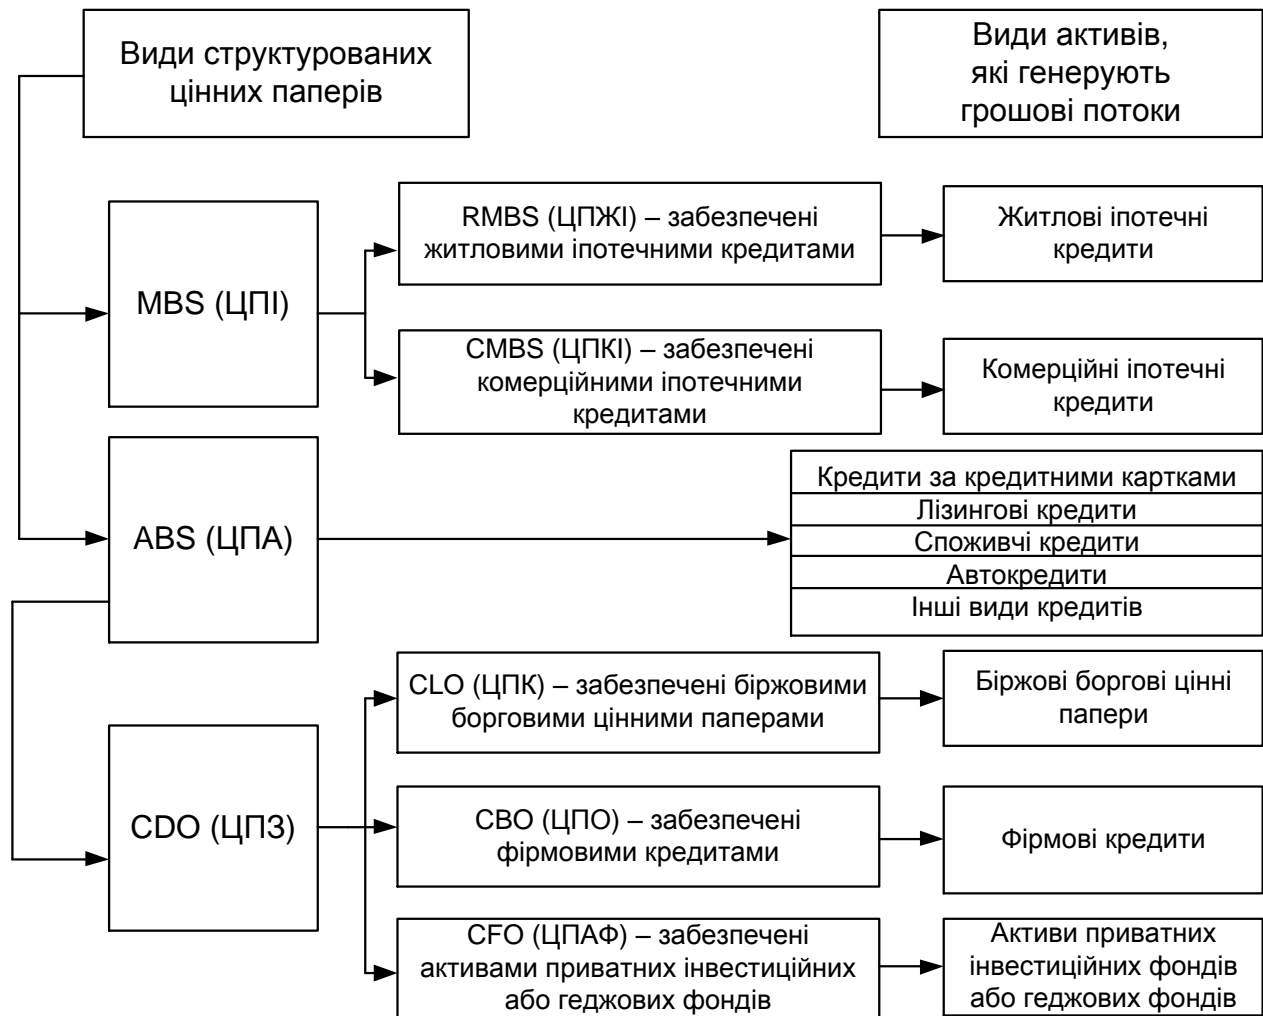 Види структурованих
цінних паперів
Види активів,
які генерують
грошові потоки
MBS (ЦПІ)
RMBS (ЦПЖІ) – забезпечені
житловими іпотечними кредитами
Житлові іпотечні
кредити
CMBS (ЦПКІ) – забезпечені
комерційними іпотечними
кредитами
Комерційні іпотечні
кредити
ABS (ЦПА)
Кредити за кредитними картками
Лізингові кредити
Споживчі кредити
Автокредити
Інші види кредитів
CDO (ЦПЗ)
CLO (ЦПК) – забезпечені біржовими
борговими цінними паперами
Біржові боргові цінні
папери
CBO (ЦПО) – забезпечені
фірмовими кредитами
Фірмові кредити
CFO (ЦПАФ) – забезпечені
активами приватних інвестиційних
або геджових фондів
Активи приватних
інвестиційних фондів
або геджових фондів